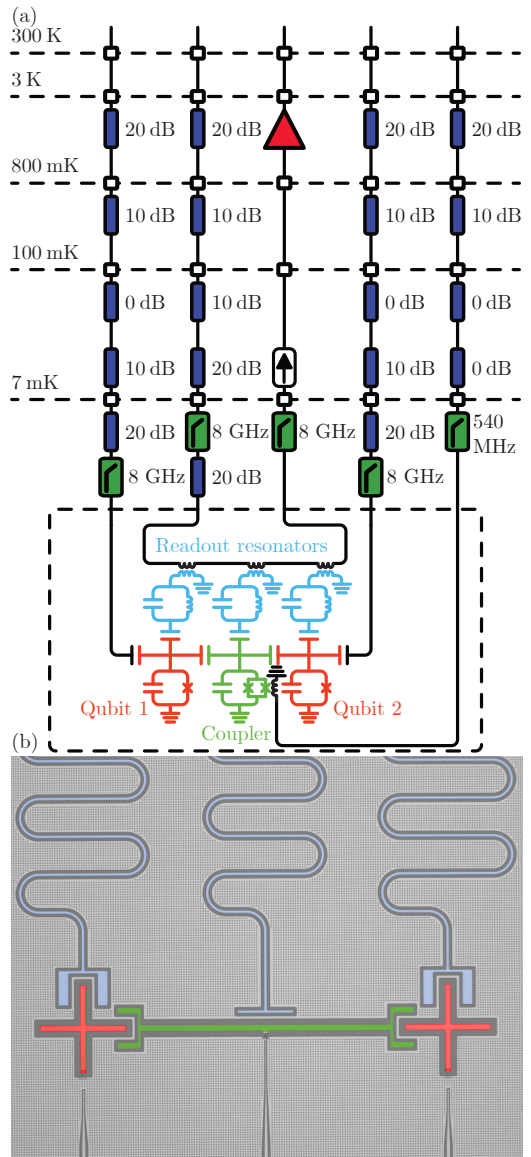 (a)
300 K
3 K
20 dB 20 dB 20 dB 20 dB
800 mK
10 dB 10 dB 10 dB 10 dB
100 mK
0 dB 10 dB 0 dB 0 dB
10 dB 20 dB 10 dB 0 dB
7 mK
20 dB 8 GHz 8 GHz 20 dB 540
MHz
8 GHz 20 dB 8 GHz
Readout resonators
Qubit 1 Qubit 2
Coupler
(b)